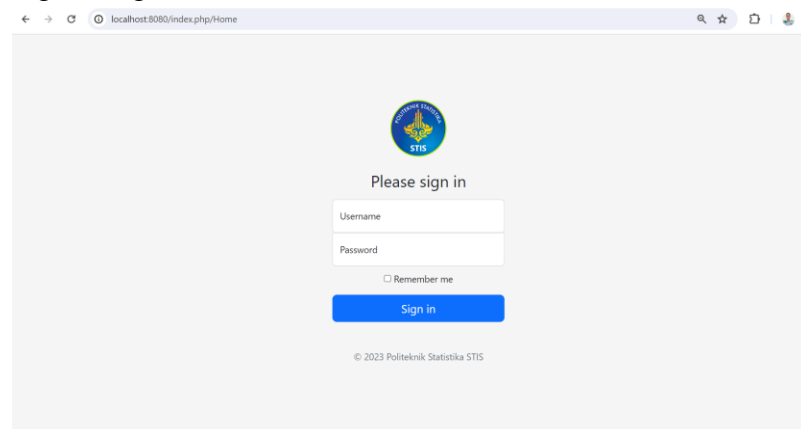 localhost:8080/index.php/Home
POLITEKNIK STATISTIKA
STIS
Please sign in
Username
Password
Remember me
Sign in
© 2023 Politeknik Statistika STIS